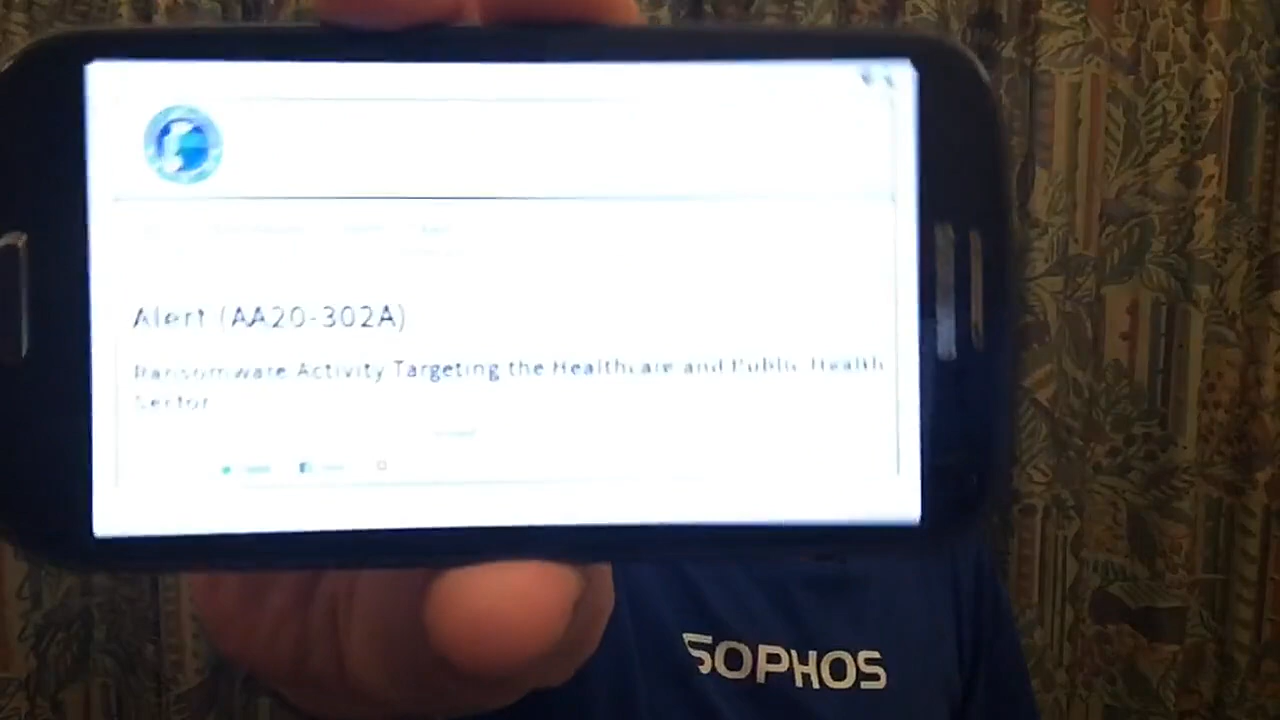 Alert (AA20-302A)
Ransomware Activity Targeting the Healthcare and Public Health
Sector
SOPHOS